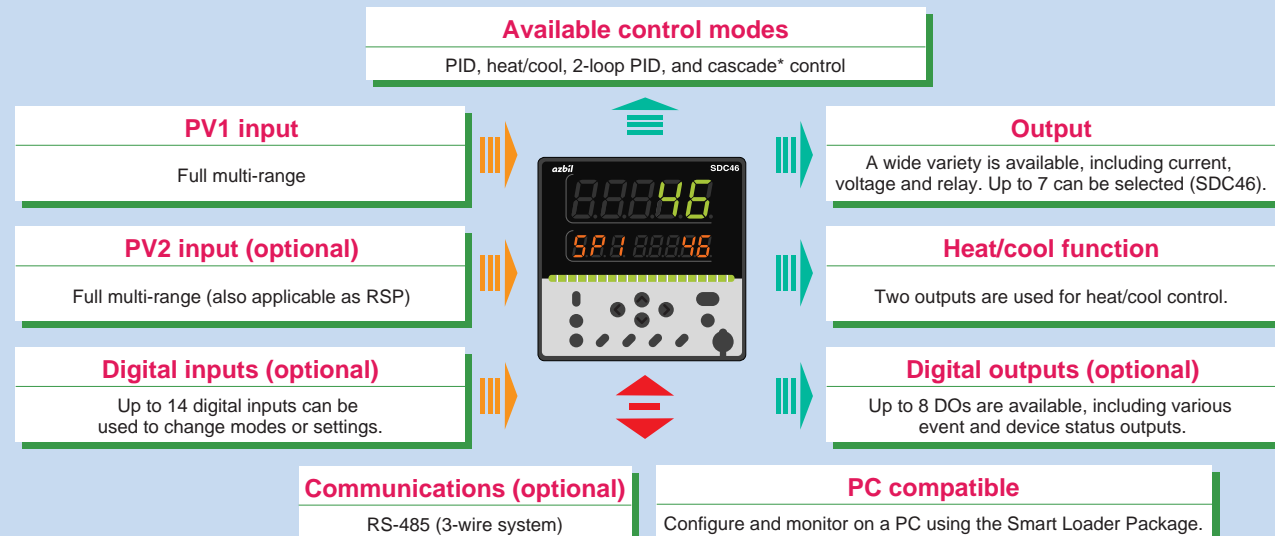 Available control modes
PID, heat/cool, 2-loop PID, and cascade* control
PV1 input
Full multi-range
PV2 input (optional)
Full multi-range (also applicable as RSP)
Digital inputs (optional)
Up to 14 digital inputs can be
used to change modes or settings.
azbil
SDC46
46
SP1 46
Output
A wide variety is available, including current,
voltage and relay. Up to 7 can be selected (SDC46).
Heat/cool function
Two outputs are used for heat/cool control.
Digital outputs (optional)
Up to 8 DOs are available, including various
event and device status outputs.
Communications (optional)
RS-485 (3-wire system)
PC compatible
Configure and monitor on a PC using the Smart Loader Package.